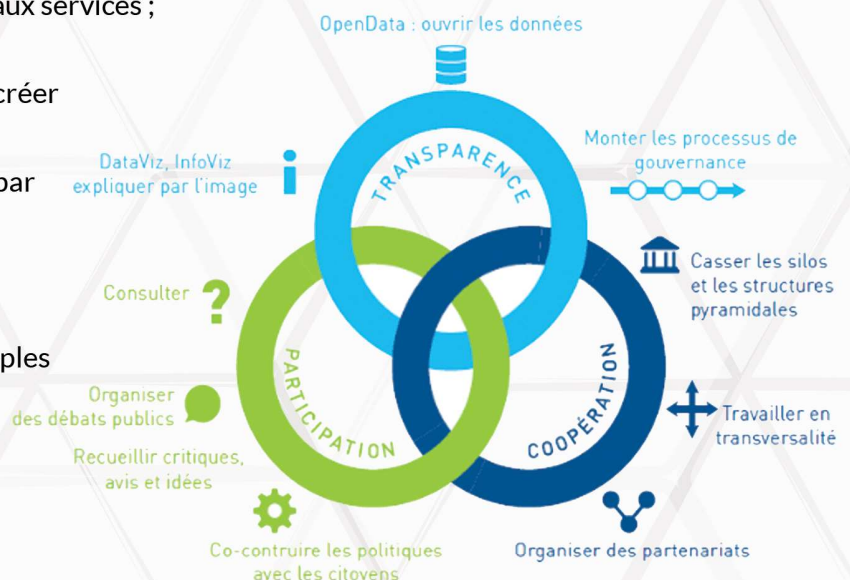 aux services ;
créer
par
ples
OpenData : ouvrir les données
DataViz, InfoViz
expliquer par l'image
TRANSPARENCE
Monter les processus de
gouvernance
Casser les silos
et les structures
pyramidales
Consulter
?
PARTICIPATION
COOPÉRATION
Organiser
des débats publics
Travailler en
transversalité
Recueillir critiques,
avis et idées
Co-contruire les politiques
avec les citoyens
Organiser des partenariats